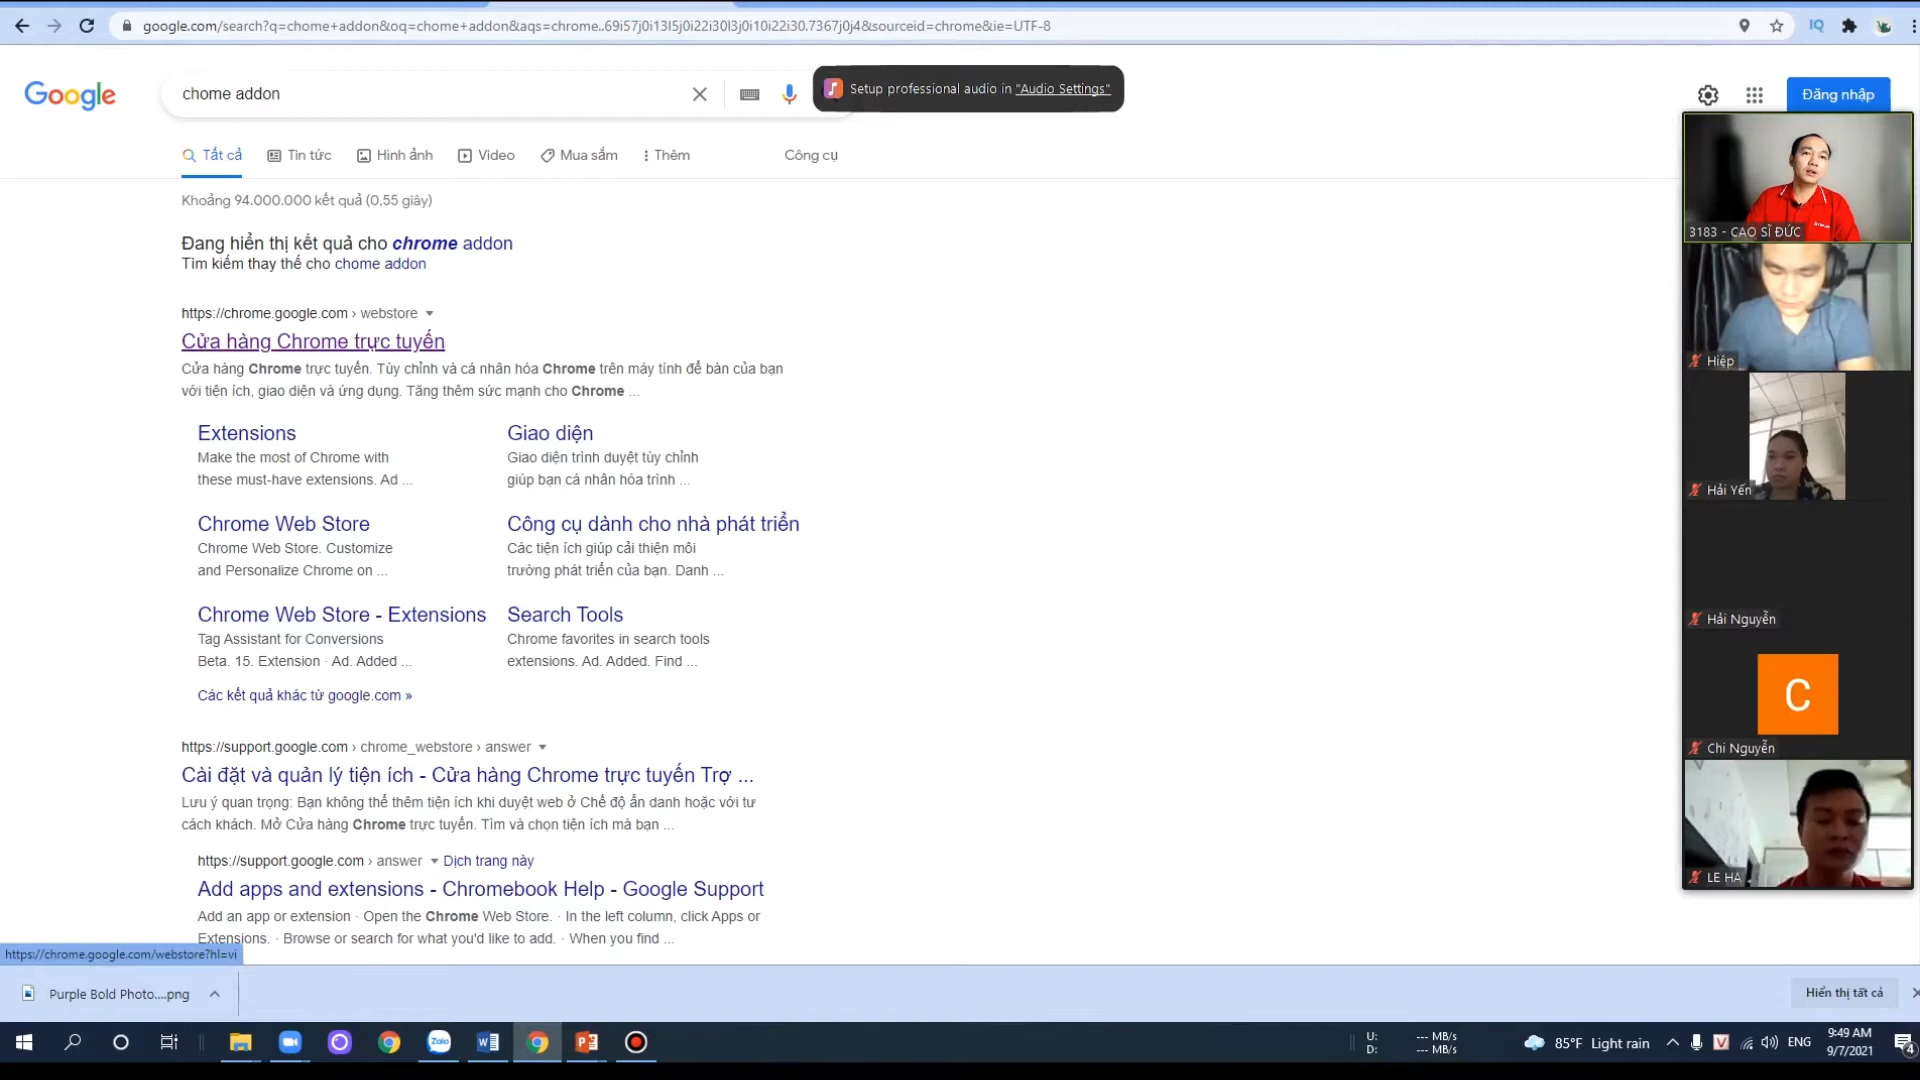 google.com/search?q=chome+addon&oq=chome+addon&aqs=chrome..69i57j0i13l5j0i22i30l3j0i10i22i30.7367j0j4&sourceid=chrome&ie=UTF-8
IQ
Google
chome addon
Setup professional audio in "Audio Settings"
Đăng nhập
Tất cả
Tin tức
Hình ảnh
Video
Mua sắm
Thêm
Công cụ
Khoảng 94.000.000 kết quả (0,55 giây)
Đang hiển thị kết quả cho chrome addon
Tìm kiếm thay thế cho chome addon
https://chrome.google.com › webstore
Cửa hàng Chrome trực tuyến
Cửa hàng Chrome trực tuyến. Tùy chỉnh và cá nhân hóa Chrome trên máy tính để bàn của bạn
với tiện ích, giao diện và ứng dụng. Tăng thêm sức mạnh cho Chrome ...
Extensions
Make the most of Chrome with
these must-have extensions. Ad ...
Giao diện
Giao diện trình duyệt tùy chỉnh
giúp bạn cá nhân hóa trình ...
Chrome Web Store
Chrome Web Store. Customize
and Personalize Chrome on ...
Công cụ dành cho nhà phát triển
Các tiện ích giúp cải thiện môi
trường phát triển của bạn. Danh ...
Chrome Web Store - Extensions
Tag Assistant for Conversions
Beta. 15. Extension · Ad. Added ...
Search Tools
Chrome favorites in search tools
extensions. Ad. Added. Find ...
Các kết quả khác từ google.com »
https://support.google.com › chrome_webstore › answer
Cài đặt và quản lý tiện ích - Cửa hàng Chrome trực tuyến Trợ ...
Lưu ý quan trọng: Bạn không thể thêm tiện ích khi duyệt web ở Chế độ ẩn danh hoặc với tư
cách khách. Mở Cửa hàng Chrome trực tuyến. Tìm và chọn tiện ích mà bạn ...
https://support.google.com › answer
Dịch trang này
Add apps and extensions - Chromebook Help - Google Support
Add an app or extension · Open the Chrome Web Store. · In the left column, click Apps or
Extensions. · Browse or search for what you'd like to add. · When you find ...
https://chrome.google.com/webstore?hl=vi
3183 - CAO SĨ ĐỨC
Hiệp
Hải Yến
Hải Nguyễn
C
Chi Nguyễn
LE HA
Purple Bold Photo....png
Hiển thị tất cả
Zalo
U: --- MB/s
D: --- MB/s
85°F Light rain
V
ENG
9:49 AM
9/7/2021
4